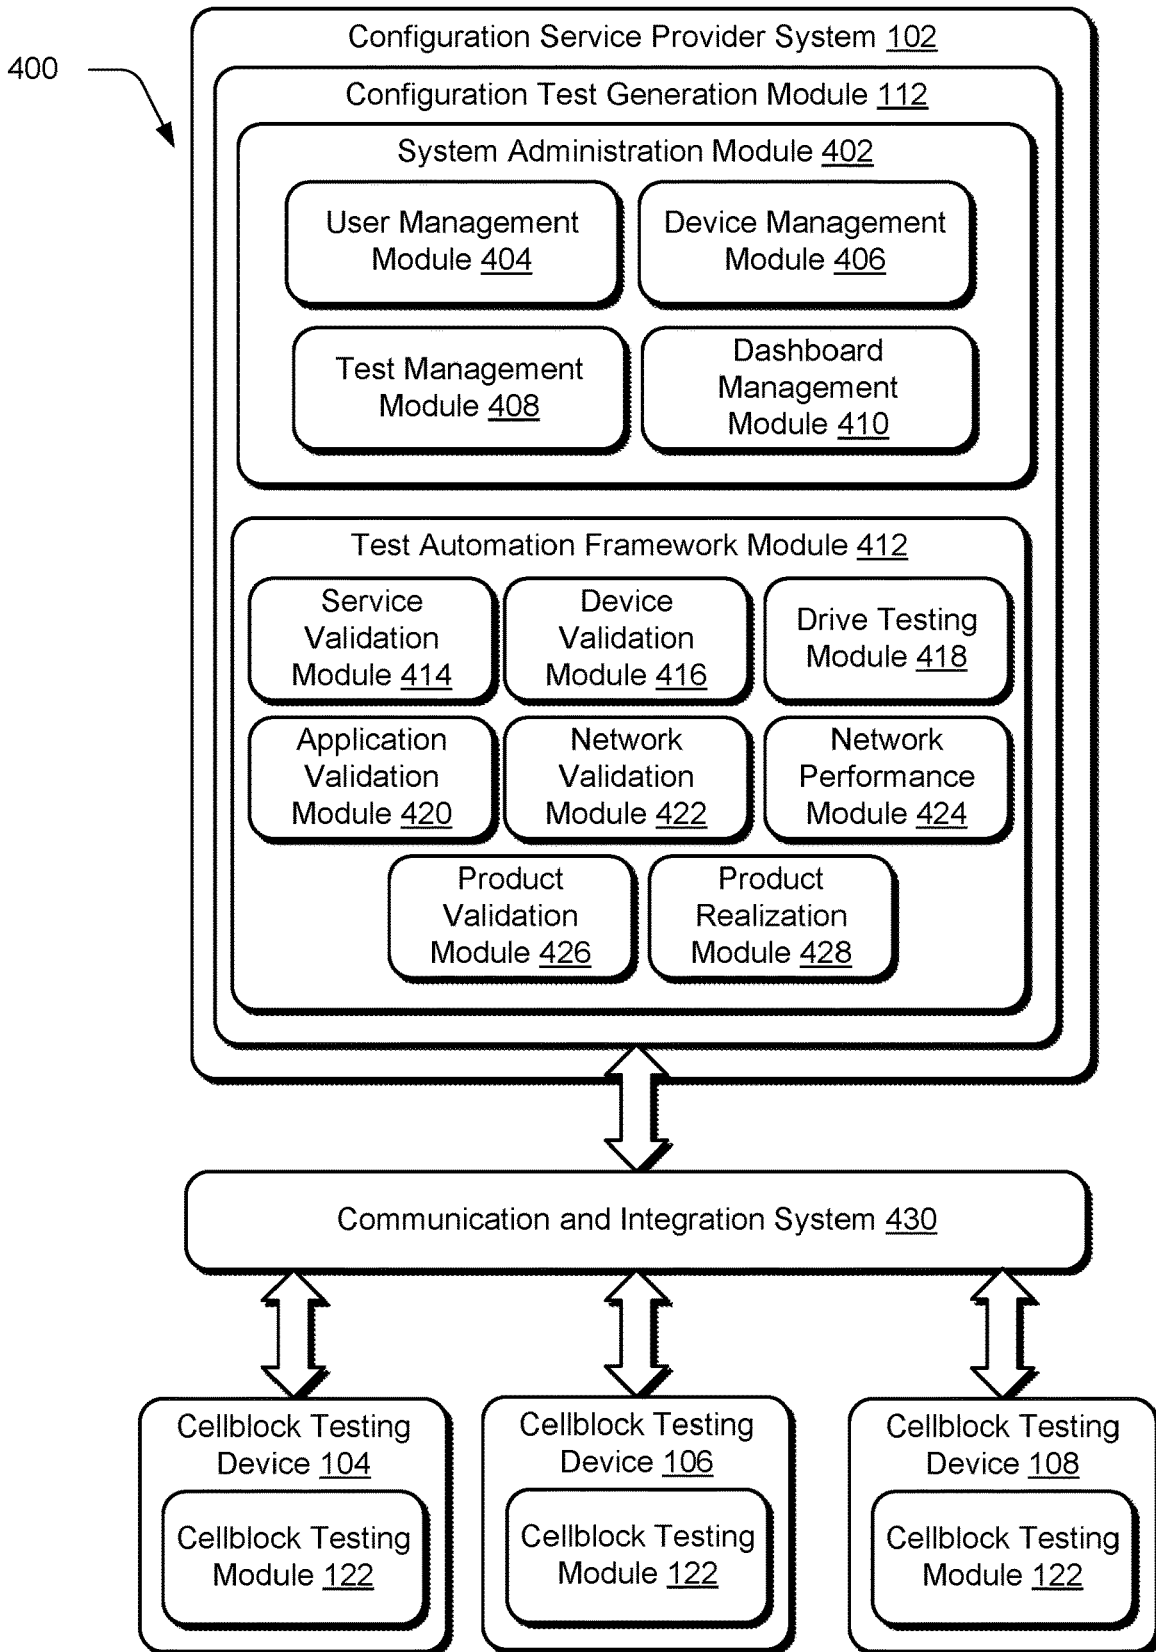 Configuration Service Provider System 102
400
Configuration Test Generation Module 112
System Administration Module 402
User Management
Module 404
Device Management
Module 406
Test Management
Module 408
Dashboard
Management
Module 410
Test Automation Framework Module 412
Service
Validation
Module 414
Device
Validation
Module 416
Drive Testing
Module 418
Application
Validation
Module 420
Network
Validation
Module 422
Network
Performance
Module 424
Product
Validation
Module 426
Product
Realization
Module 428
Communication and Integration System 430
Cellblock Testing
Device 104
Cellblock Testing
Module 122
Cellblock Testing
Device 106
Cellblock Testing
Module 122
Cellblock Testing
Device 108
Cellblock Testing
Module 122